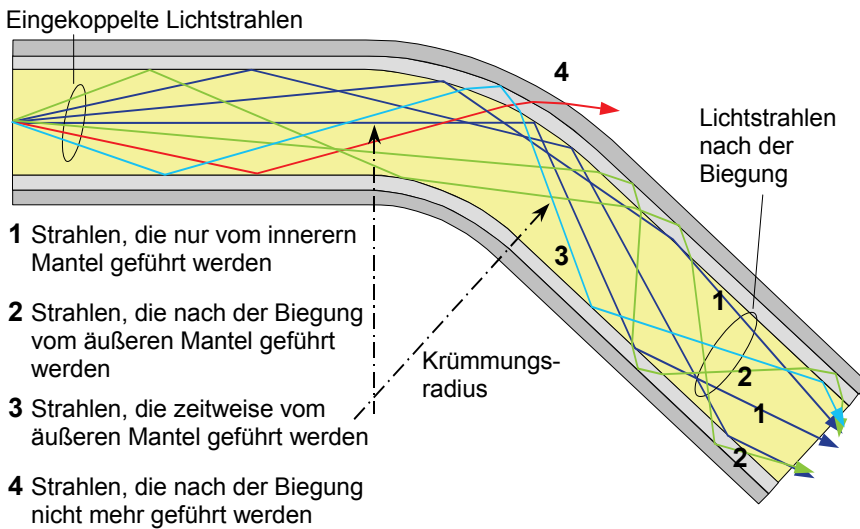 Eingekoppelte Lichtstrahlen
4
Lichtstrahlen
nach der
Biegung
1 Strahlen, die nur vom innerern
Mantel geführt werden
3
1
2 Strahlen, die nach der Biegung
vom äußeren Mantel geführt
werden
Krümmungs-
radius
2
3 Strahlen, die zeitweise vom
äußeren Mantel geführt werden
1
2
4 Strahlen, die nach der Biegung
nicht mehr geführt werden